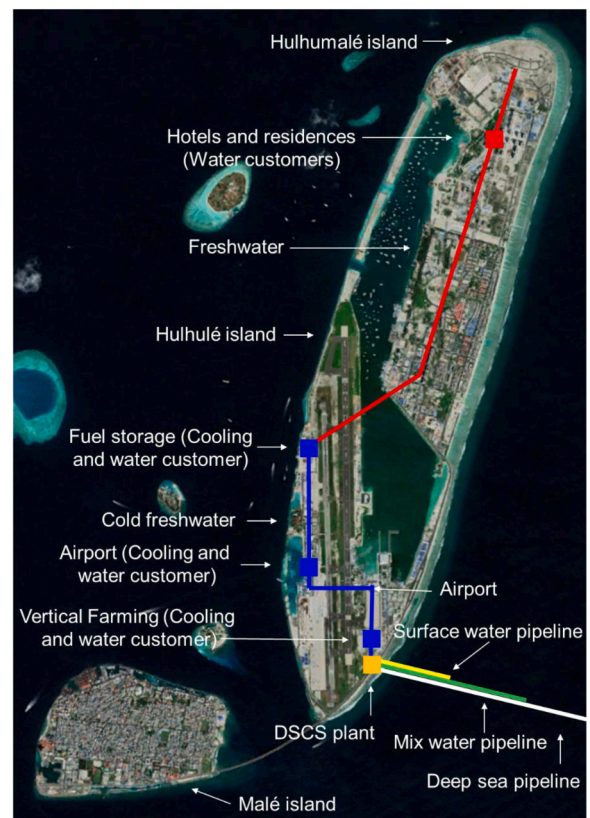 Hulhumalé island
Hotels and residences
(Water customers)
Freshwater
Hulhulé island
Fuel storage (Cooling
and water customer)
Cold freshwater
Airport (Cooling and
water customer)
Airport
Vertical Farming (Cooling
and water customer)
Surface water pipeline
DSCS plant
Mix water pipeline
Deep sea pipeline
Malé island